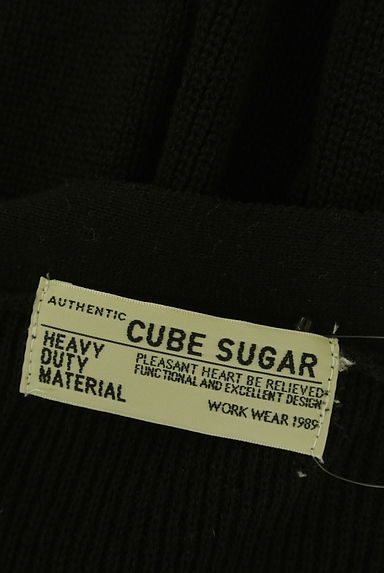 AUTHENTIC
CUBE SUGAR
HEAVY
DUTY
MATERIAL
PLEASANT HEART BE RELIEVED
FUNCTIONAL AND EXCELLENT DESIGN
WORK WEAR 1989